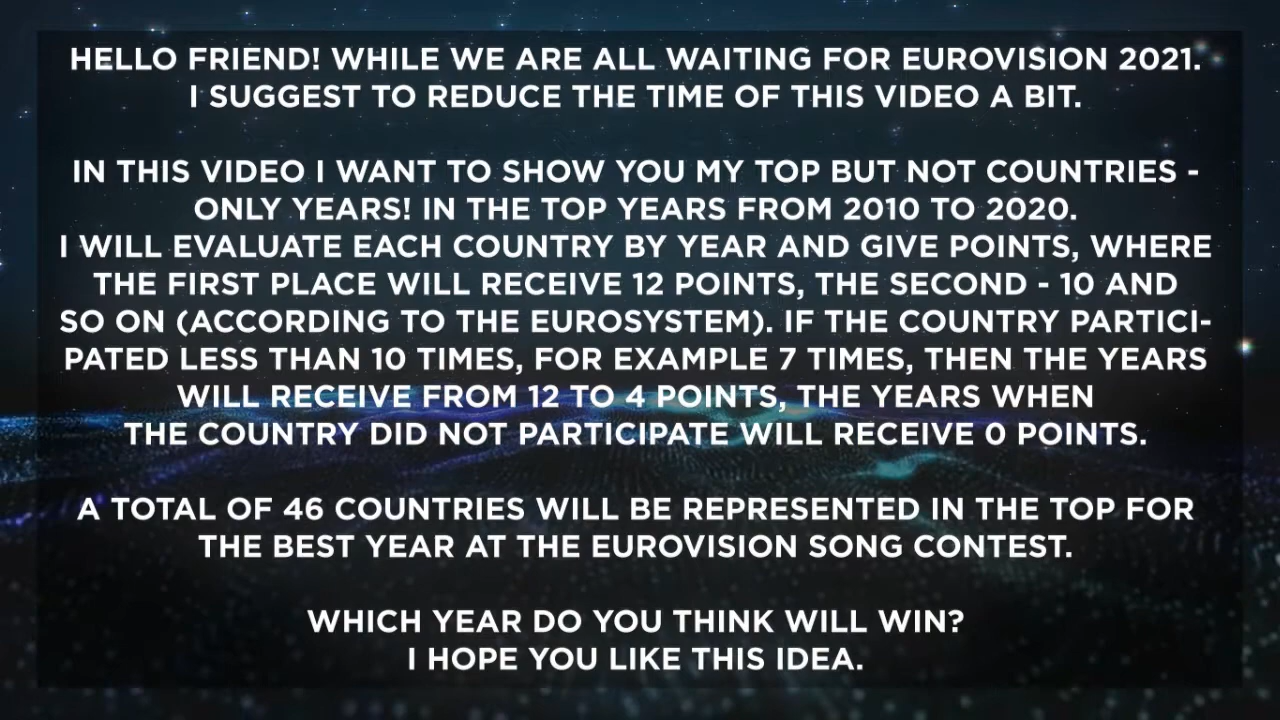 HELLO FRIEND! WHILE WE ARE ALL WAITING FOR EUROVISION 2021.
I SUGGEST TO REDUCE THE TIME OF THIS VIDEO A BIT.
IN THIS VIDEO I WANT TO SHOW YOU MY TOP BUT NOT COUNTRIES -
ONLY YEARS! IN THE TOP YEARS FROM 2010 TO 2020.
I WILL EVALUATE EACH COUNTRY BY YEAR AND GIVE POINTS, WHERE
THE FIRST PLACE WILL RECEIVE 12 POINTS, THE SECOND - 10 AND
SO ON (ACCORDING TO THE EUROSYSTEM). IF THE COUNTRY PARTICI-
PATED LESS THAN 10 TIMES, FOR EXAMPLE 7 TIMES, THEN THE YEARS
WILL RECEIVE FROM 12 TO 4 POINTS, THE YEARS WHEN
THE COUNTRY DID NOT PARTICIPATE WILL RECEIVE 0 POINTS.
A TOTAL OF 46 COUNTRIES WILL BE REPRESENTED IN THE TOP FOR
THE BEST YEAR AT THE EUROVISION SONG CONTEST.
WHICH YEAR DO YOU THINK WILL WIN?
I HOPE YOU LIKE THIS IDEA.